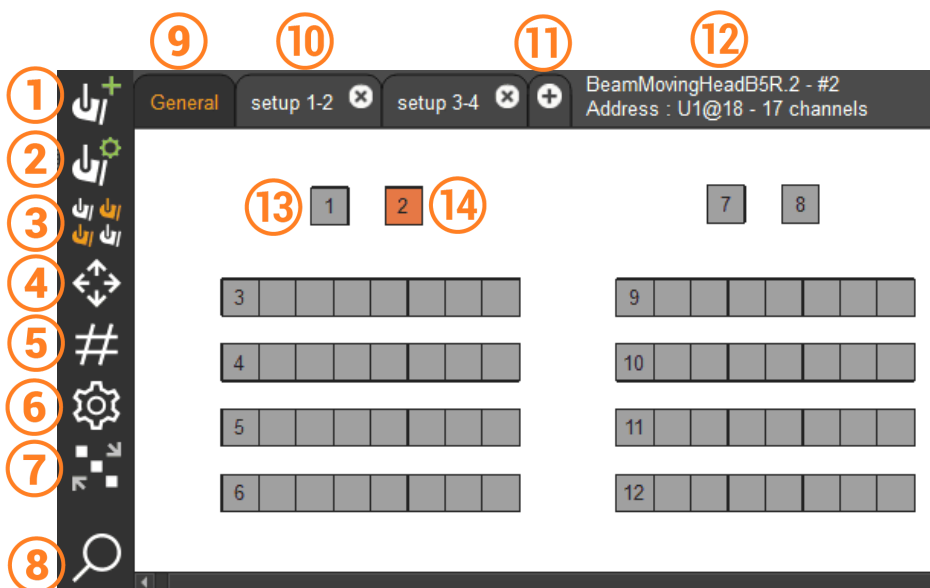 9 10 11 12
1 General setup 1-2 setup 3-4 BeamMovingHeadB5R.2 - #2
Address : U1@18 - 17 channels
2
13 1 2 14 7 8
3
4 3 9
5 4 10
6 5 11
7 6 12
8